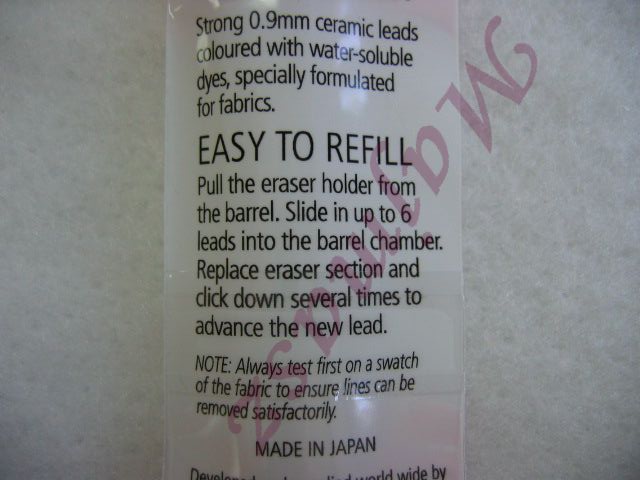 Strong 0.9mm ceramic leads
coloured with water-soluble
dyes, specially formulated
for fabrics.
EASY TO REFILL
Pull the eraser holder from
the barrel. Slide in up to 6
leads into the barrel chamber.
Replace eraser section and
click down several times to
advance the new lead.
NOTE: Always test first on a swatch
of the fabric to ensure lines can be
removed satisfactorily.
MADE IN JAPAN
world wide by